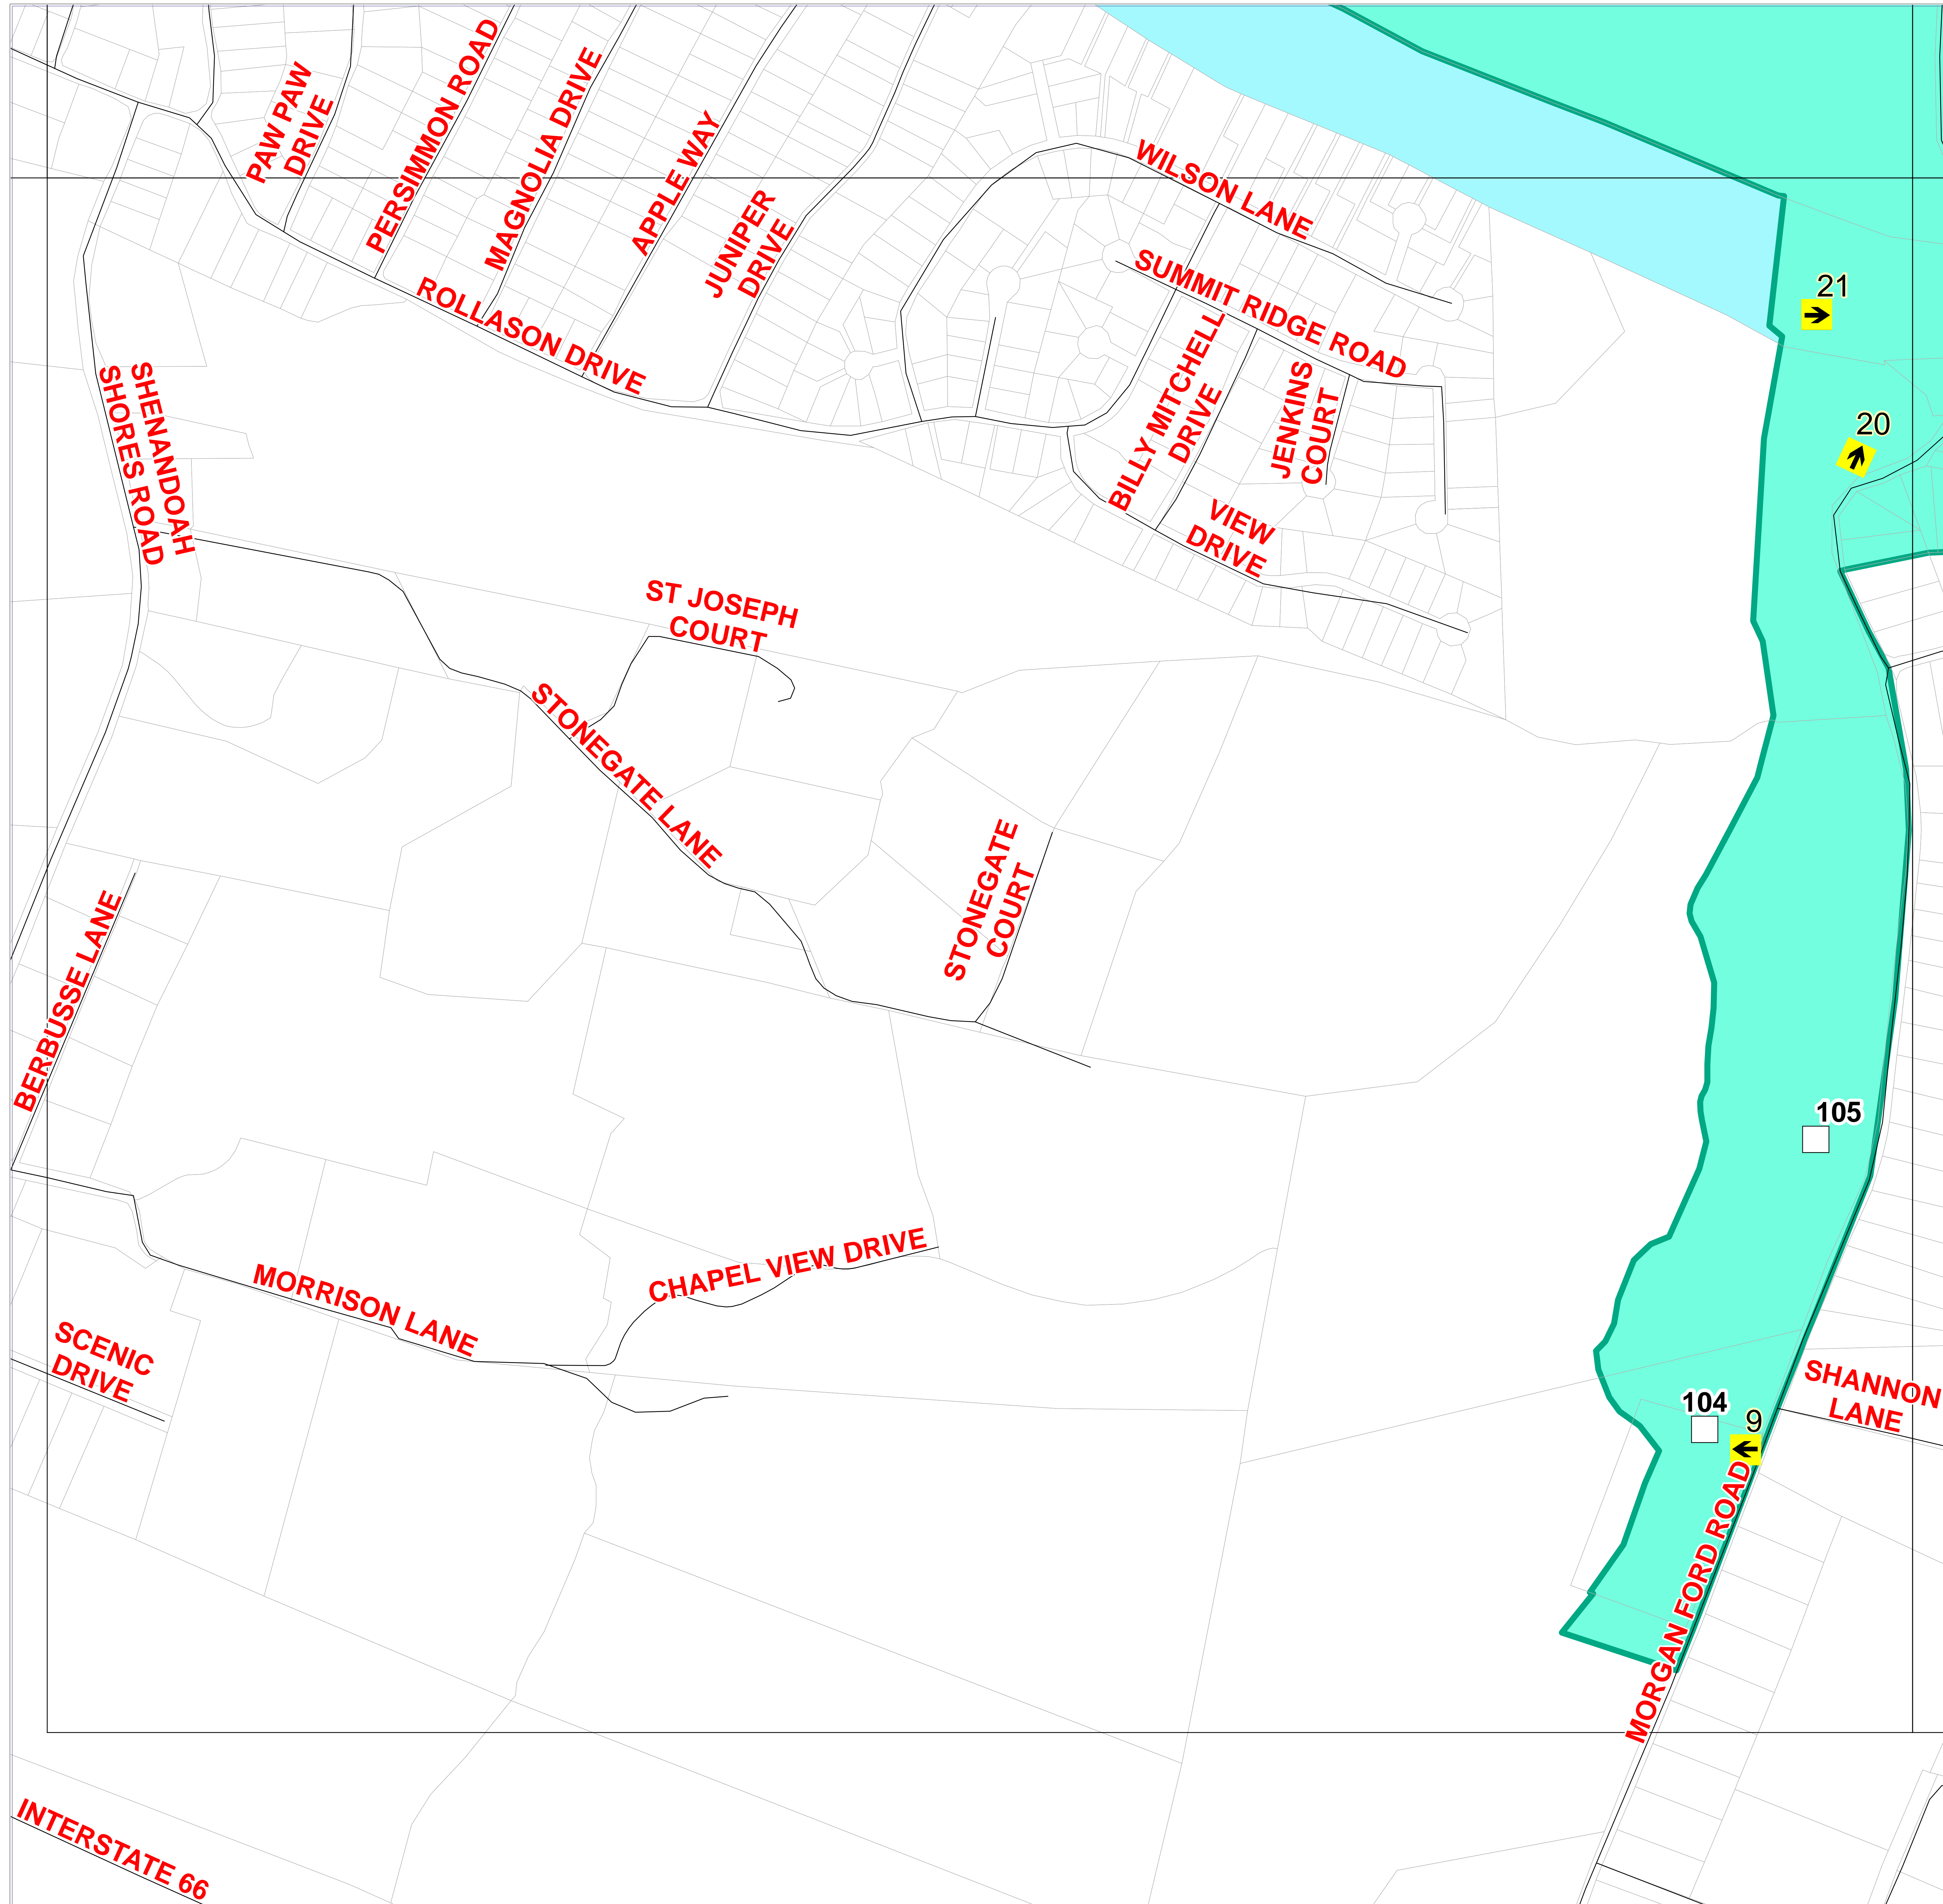 PAW PAW
DRIVE
PERSIMMON ROAD
MAGNOLIA DRIVE
APPLE WAY
JUNIPER
DRIVE
WILSON LANE
SUMMIT RIDGE ROAD
ROLLASON DRIVE
21
20
SHENANDOAH
SHORES ROAD
BILLY MITCHELL
DRIVE
JENKINS
COURT
VIEW
DRIVE
ST JOSEPH
COURT
STONEGATE LANE
STONEGATE
COURT
BERBUSSE LANE
105
CHAPEL VIEW DRIVE
MORRISON LANE
SCENIC
DRIVE
SHANNON
LANE
104
9
MORGAN FORD ROAD
INTERSTATE 66